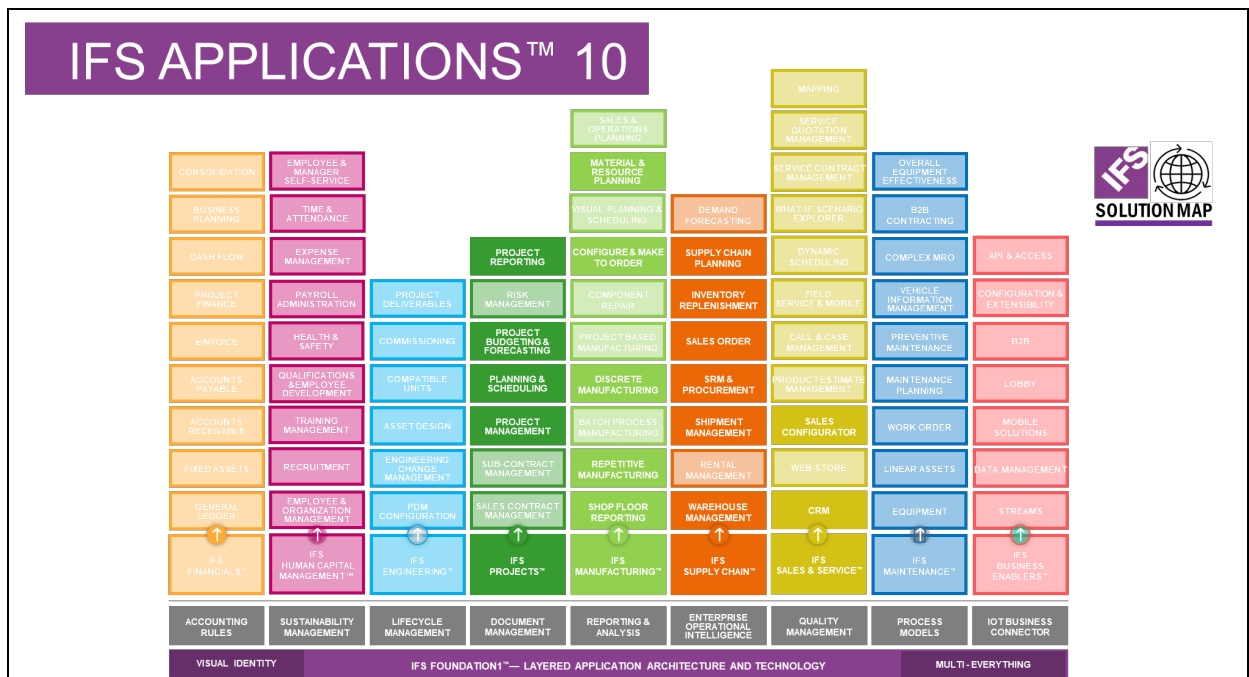 IFS APPLICATIONS™ 10
IFS
SOLUTION MAP
CONSOLIDATION
BUSINESS
PLANNING
CASH FLOW
PROJECT
FINANCE
eINVOICE
ACCOUNTS
PAYABLE
ACCOUNTS
RECEIVABLE
FIXED ASSETS
GENERAL
LEDGER
IFS
FINANCIALS™
EMPLOYEE &
MANAGER
SELF-SERVICE
TIME &
ATTENDANCE
EXPENSE
MANAGEMENT
PAYROLL
ADMINISTRATION
HEALTH &
SAFETY
QUALIFICATIONS
&EMPLOYEE
DEVELOPMENT
TRAINING
MANAGEMENT
RECRUITMENT
EMPLOYEE &
ORGANIZATION
MANAGEMENT
IFS
HUMAN CAPITAL
MANAGEMENT™
PROJECT
DELIVERABLES
COMMISSIONING
COMPATIBLE
UNITS
ASSET DESIGN
ENGINEERING
CHANGE
MANAGEMENT
PDM
CONFIGURATION
IFS
ENGINEERING™
PROJECT
REPORTING
RISK
MANAGEMENT
PROJECT
BUDGETING &
FORECASTING
PLANNING &
SCHEDULING
PROJECT
MANAGEMENT
SUB-CONTRACT
MANAGEMENT
SALES CONTRACT
MANAGEMENT
IFS
PROJECTS™
SALES &
OPERATIONS
PLANNING
MATERIAL &
RESOURCE
PLANNING
VISUAL PLANNING &
SCHEDULING
CONFIGURE & MAKE
TO ORDER
COMPONENT
REPAIR
PROJECT BASED
MANUFACTURING
DISCRETE
MANUFACTURING
BATCH PROCESS
MANUFACTURING
REPETITIVE
MANUFACTURING
SHOP FLOOR
REPORTING
IFS
MANUFACTURING™
DEMAND
FORECASTING
SUPPLY CHAIN
PLANNING
INVENTORY
REPLENISHMENT
SALES ORDER
SRM &
PROCUREMENT
SHIPMENT
MANAGEMENT
RENTAL
MANAGEMENT
WAREHOUSE
MANAGEMENT
IFS
SUPPLY CHAIN™
MAPPING
SERVICE
QUOTATION
MANAGEMENT
SERVICE CONTRACT
MANAGEMENT
WHAT-IF SCENARIO
EXPLORER
DYNAMIC
SCHEDULING
FIELD
SERVICE & MOBILE
CALL & CASE
MANAGEMENT
PRODUCT ESTIMATE
MANAGEMENT
SALES
CONFIGURATOR
WEB STORE
CRM
IFS
SALES & SERVICE™
OVERALL
EQUIPMENT
EFFECTIVENESS
B2B
CONTRACTING
COMPLEX MRO
VEHICLE
INFORMATION
MANAGEMENT
PREVENTIVE
MAINTENANCE
MAINTENANCE
PLANNING
WORK ORDER
LINEAR ASSETS
EQUIPMENT
IFS
MAINTENANCE™
API & ACCESS
CONFIGURATION &
EXTENSIBILITY
B2B
LOBBY
MOBILE
SOLUTIONS
DATA MANAGEMENT
STREAMS
IFS
BUSINESS
ENABLERS™
ACCOUNTING
RULES
SUSTAINABILITY
MANAGEMENT
LIFECYCLE
MANAGEMENT
DOCUMENT
MANAGEMENT
REPORTING &
ANALYSIS
ENTERPRISE
OPERATIONAL
INTELLIGENCE
QUALITY
MANAGEMENT
PROCESS
MODELS
IOT BUSINESS
CONNECTOR
VISUAL IDENTITY
IFS FOUNDATION1™— LAYERED APPLICATION ARCHITECTURE AND TECHNOLOGY
MULTI-EVERYTHING